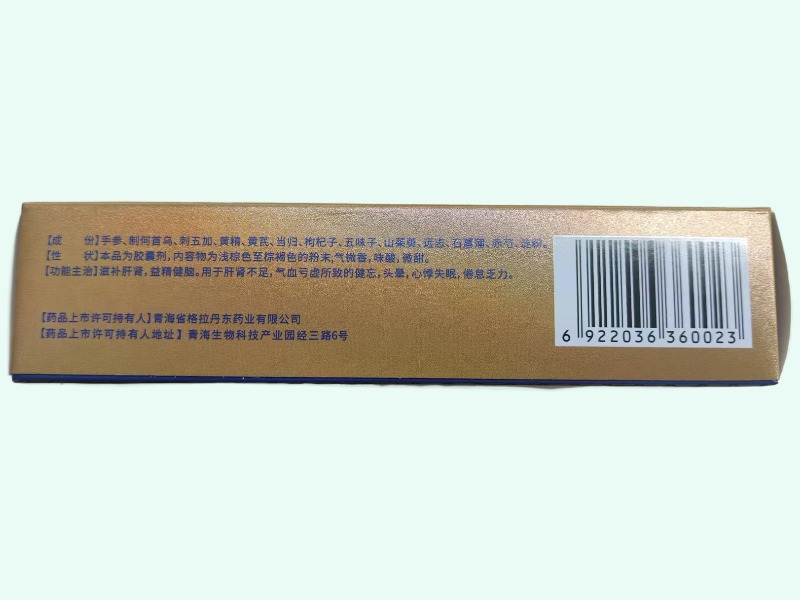 【成 份】手参、制何首乌、刺五加、黄精、黄芪、当归、枸杞子、五味子、山茱萸、远志、石菖蒲、赤芍、淀粉。
【性 状】本品为胶囊剂,内容物为浅棕色至棕褐色的粉末;气微香,味酸,微甜。
【功能主治】滋补肝肾,益精健脑。用于肝肾不足,气血亏虚所致的健忘,头晕,心悸失眠,倦怠乏力。
【药品上市许可持有人】青海省格拉丹东药业有限公司
【药品上市许可持有人地址】青海生物科技产业园经三路6号
6 922036 360023